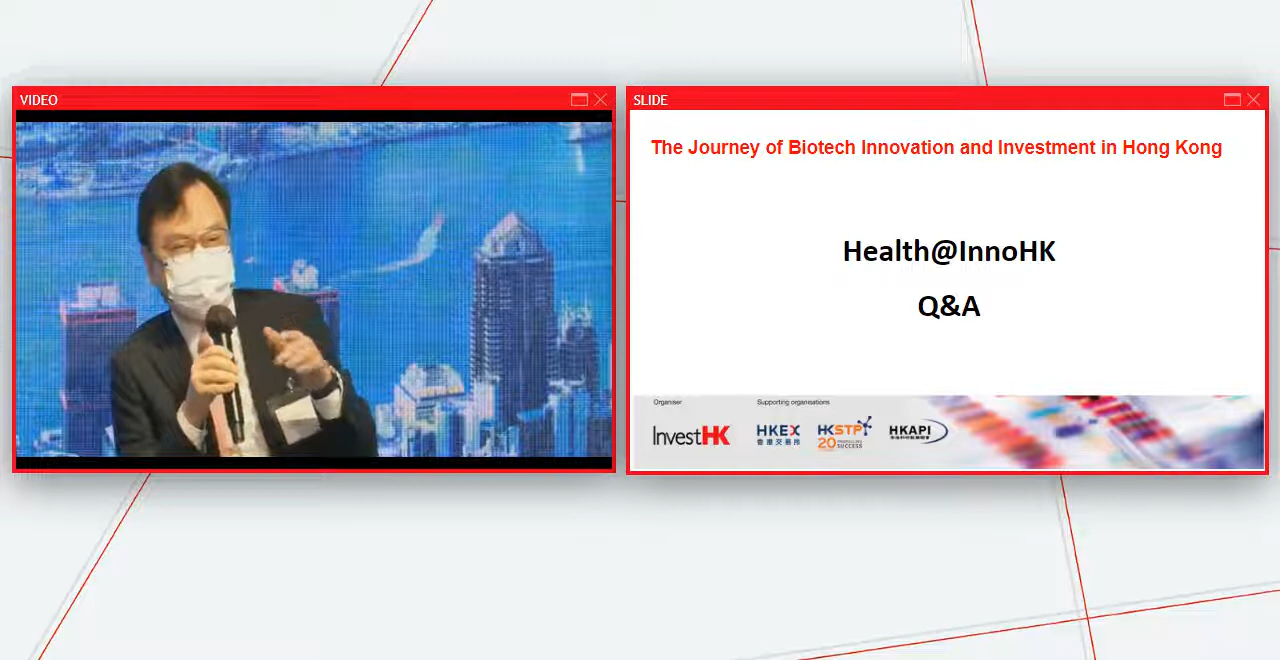 VIDEO
SLIDE
The Journey of Biotech Innovation and Investment in Hong Kong
Health@InnoHK
Q&A
Organiser
Supporting organisations
InvestHK
HKEX
香港交易所
HKSTP
20
SUCCESS
HKAPI